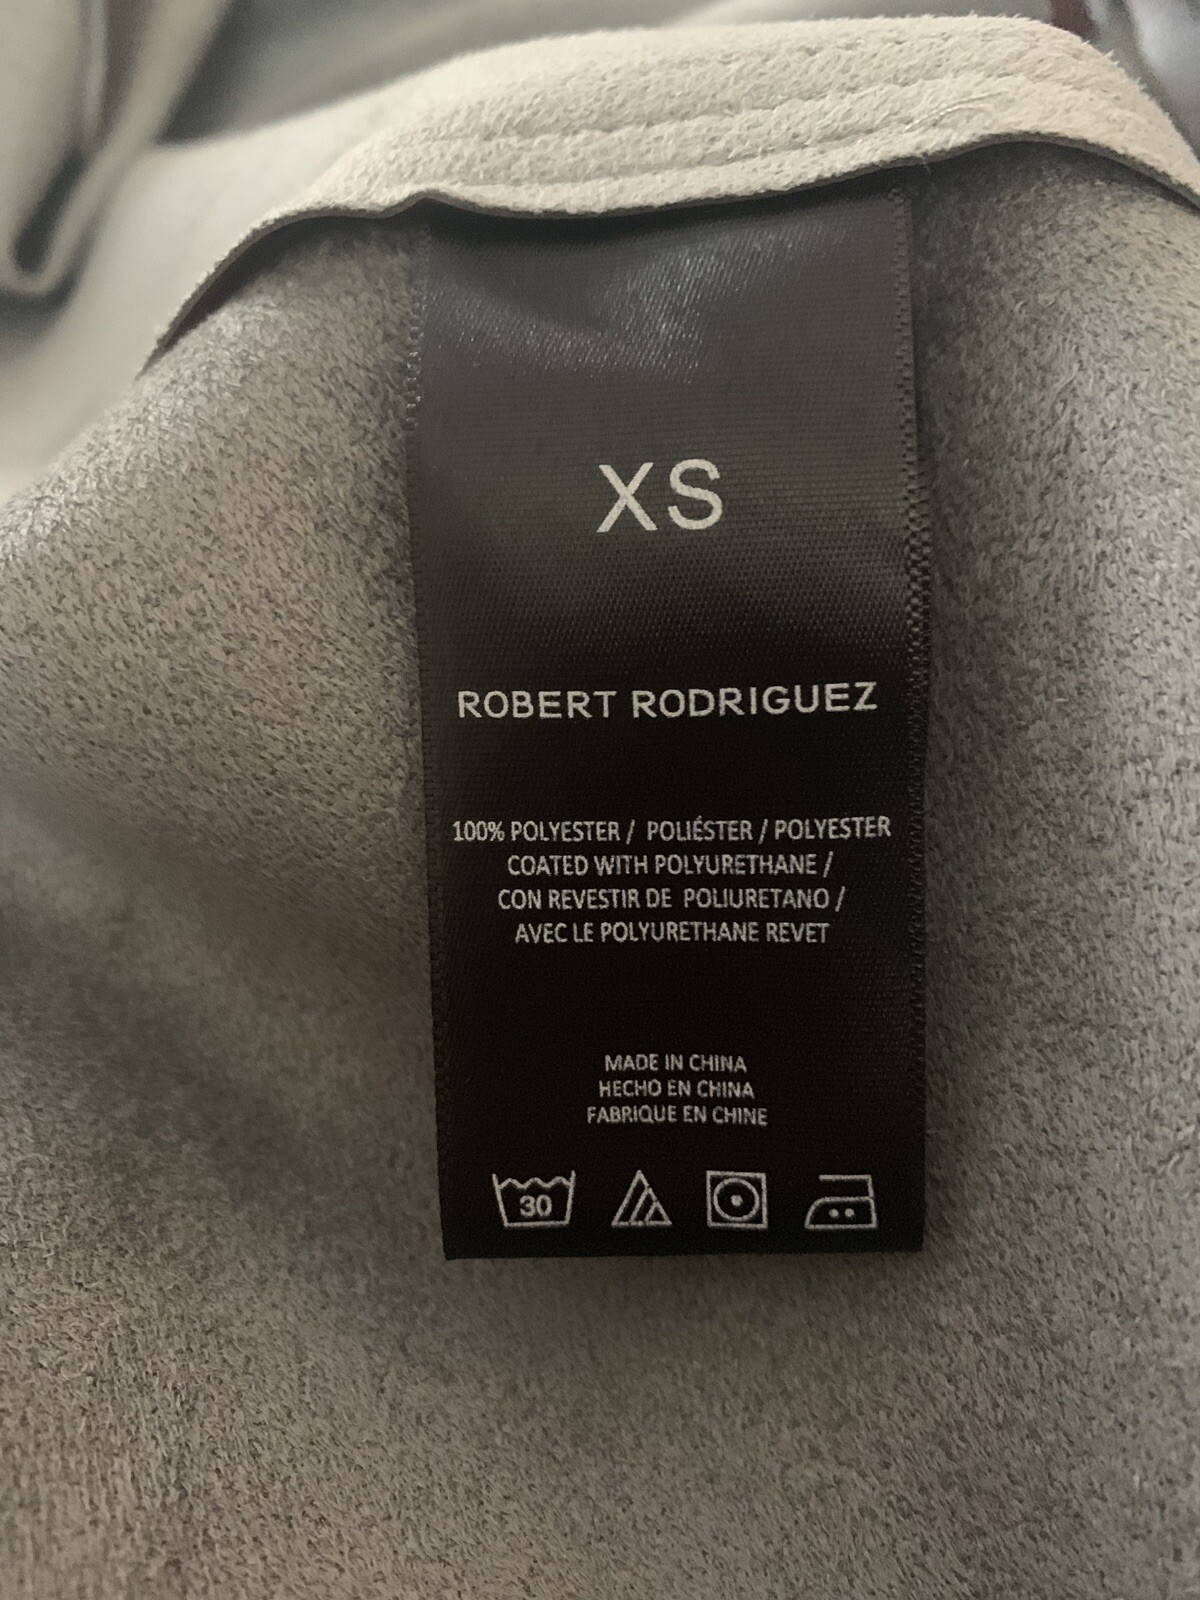 XS
ROBERT RODRIGUEZ
100% POLYESTER / POLIÉSTER / POLYESTER
COATED WITH POLYURETHANE /
CON REVESTIR DE POLIURETANO /
AVEC LE POLYURETHANE REVET
MADE IN CHINA
HECHO EN CHINA
FABRIQUE EN CHINE
30